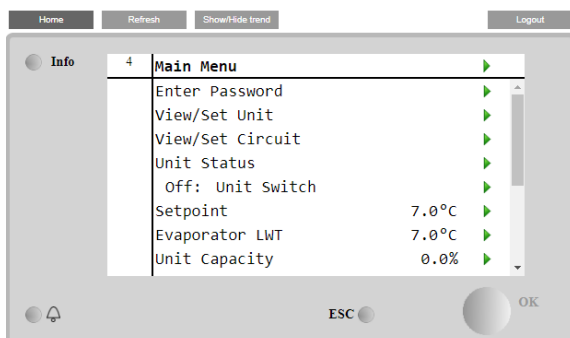 Home Refresh Show/Hide trend Logout
Info
4 Main Menu
Enter Password
View/Set Unit
View/Set Circuit
Unit Status
Off: Unit Switch
Setpoint 7.0°C
Evaporator LWT 7.0°C
Unit Capacity 0.0%
ESC OK